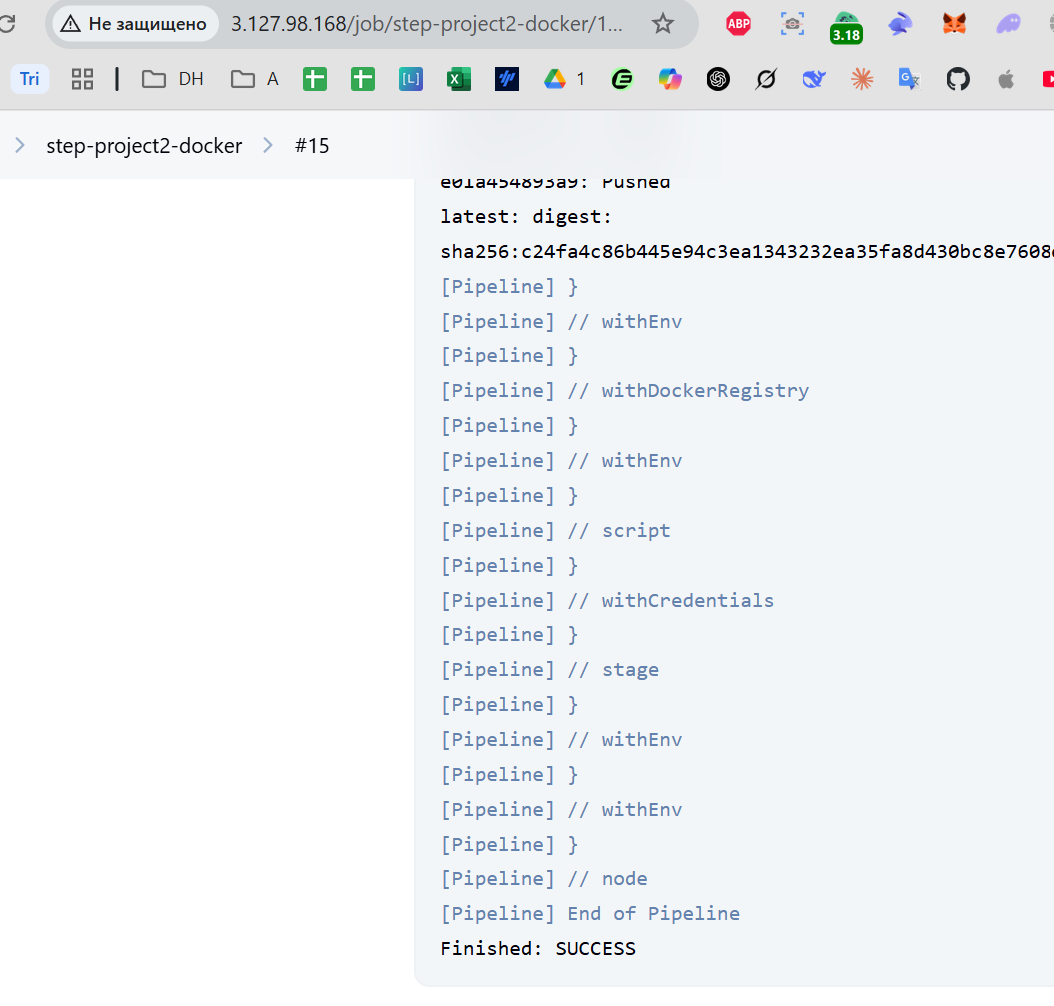 Не защищено 3.127.98.168/job/step-project2-docker/1... ABP 3.18
Tri DH A [L] X 1
step-project2-docker #15
e01a454893a9: Pushed
latest: digest:
sha256:c24fa4c86b445e94c3ea1343232ea35fa8d430bc8e7608
[Pipeline] }
[Pipeline] // withEnv
[Pipeline] }
[Pipeline] // withDockerRegistry
[Pipeline] }
[Pipeline] // withEnv
[Pipeline] }
[Pipeline] // script
[Pipeline] }
[Pipeline] // withCredentials
[Pipeline] }
[Pipeline] // stage
[Pipeline] }
[Pipeline] // withEnv
[Pipeline] }
[Pipeline] // withEnv
[Pipeline] }
[Pipeline] // node
[Pipeline] End of Pipeline
Finished: SUCCESS